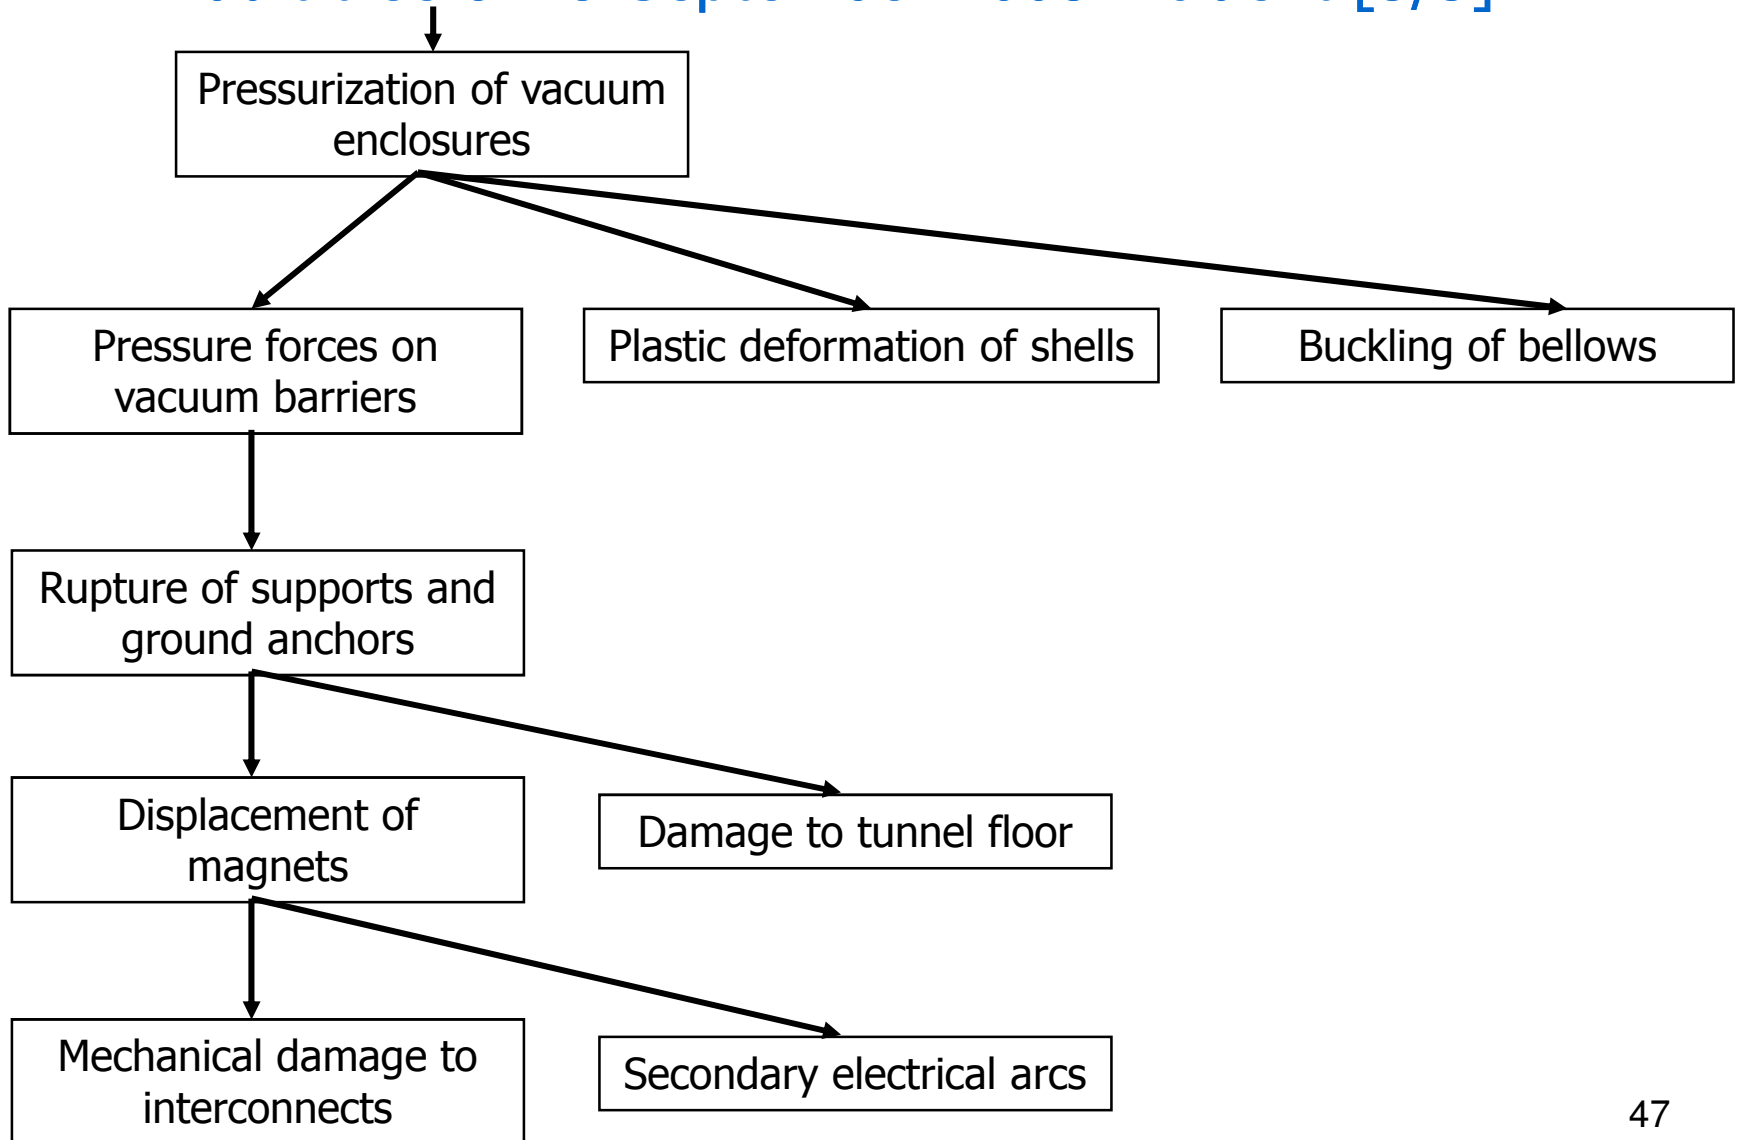 Pressurization of vacuum
enclosures
Pressure forces on
vacuum barriers
Plastic deformation of shells
Buckling of bellows
Rupture of supports and
ground anchors
Displacement of
magnets
Damage to tunnel floor
Mechanical damage to
interconnects
Secondary electrical arcs
47